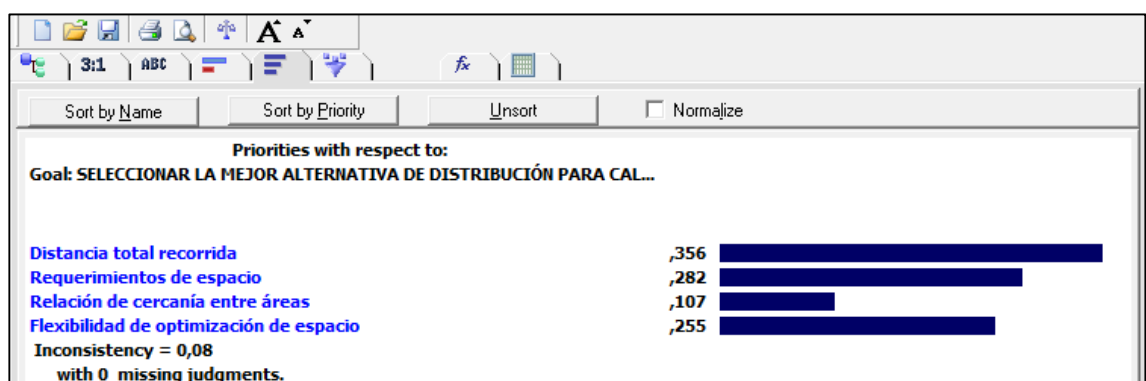 A A
3:1 ABC fx
Sort by Name Sort by Priority Unsort Normalize
Priorities with respect to:
Goal: SELECCIONAR LA MEJOR ALTERNATIVA DE DISTRIBUCIÓN PARA CAL...
Distancia total recorrida ,356
Requerimientos de espacio ,282
Relación de cercanía entre áreas ,107
Flexibilidad de optimización de espacio ,255
Inconsistency = 0,08
with 0 missing judgments.